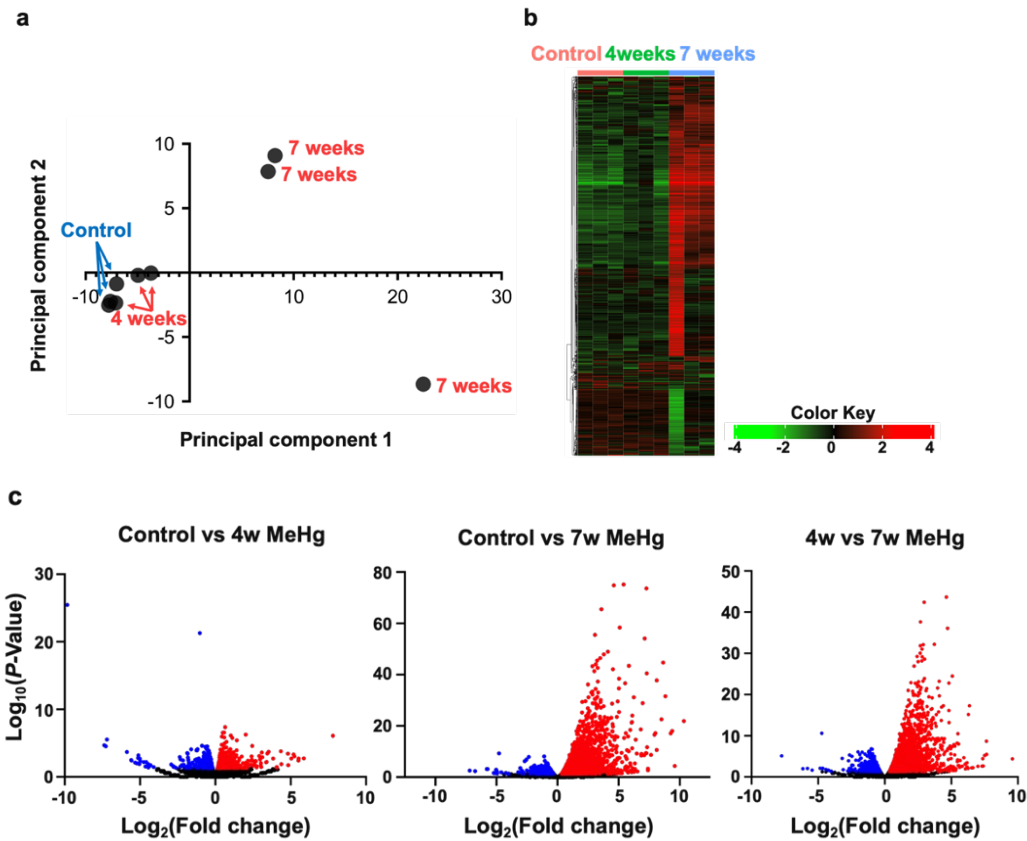 a
b
Control 4weeks 7 weeks
10
7 weeks
7 weeks
5
Control
-10
10
20
30
4 weeks
-5
7 weeks
-10
Principal component 2
Principal component 1
Color Key
-4 -2 0 2 4
c
Control vs 4w MeHg
Control vs 7w MeHg
4w vs 7w MeHg
Log10(P-Value)
30
20
10
0
-10 -5 0 5 10
Log2(Fold change)
80
60
40
20
0
-10 -5 0 5 10
Log2(Fold change)
50
40
30
20
10
0
-10 -5 0 5 10
Log2(Fold change)